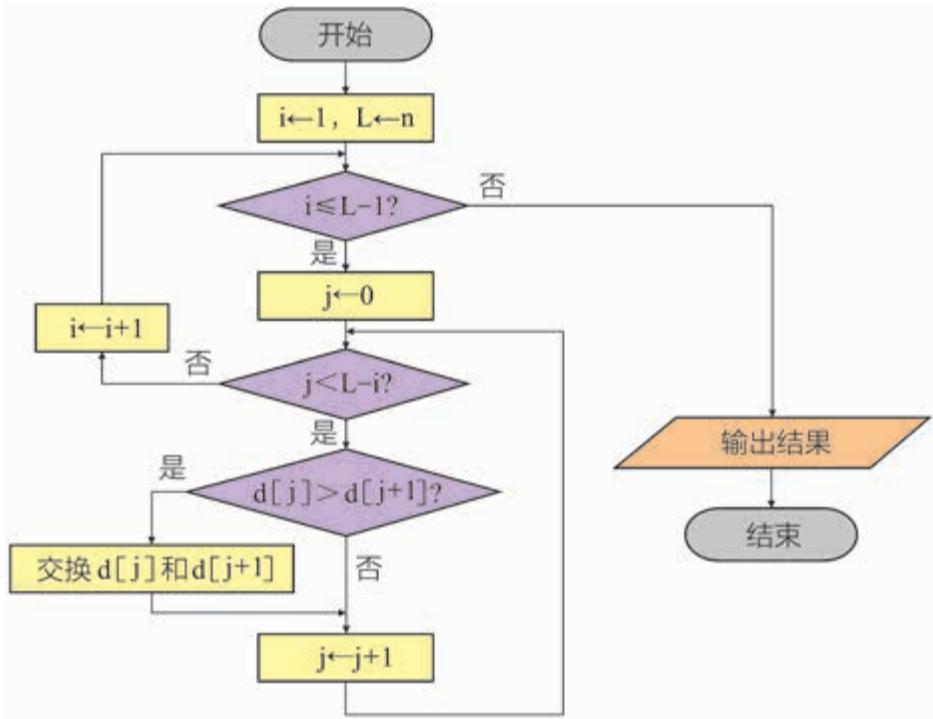 开始
i←1, L←n
i≤L-1?
否
是
j←0
i←i+1
否
j<L-i?
是
是
d[j]>d[j+1]?
交换d[j]和d[j+1]
否
j←j+1
输出结果
结束